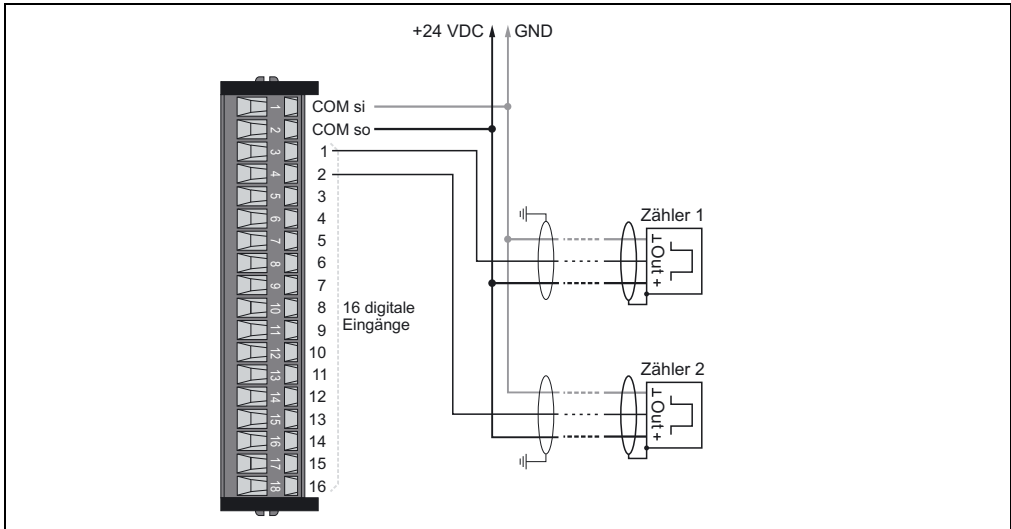 +24 VDC GND
1 COM si
2 COM so
3 1
4 2
5 3
6 4
7 5
8 6
9 7
10 8
11 9
12 10
13 11
14 12
15 13
16 14
17 15
18 16
16 digitale
Eingänge
Zähler 1
⊥ Out +
Zähler 2
⊥ Out +